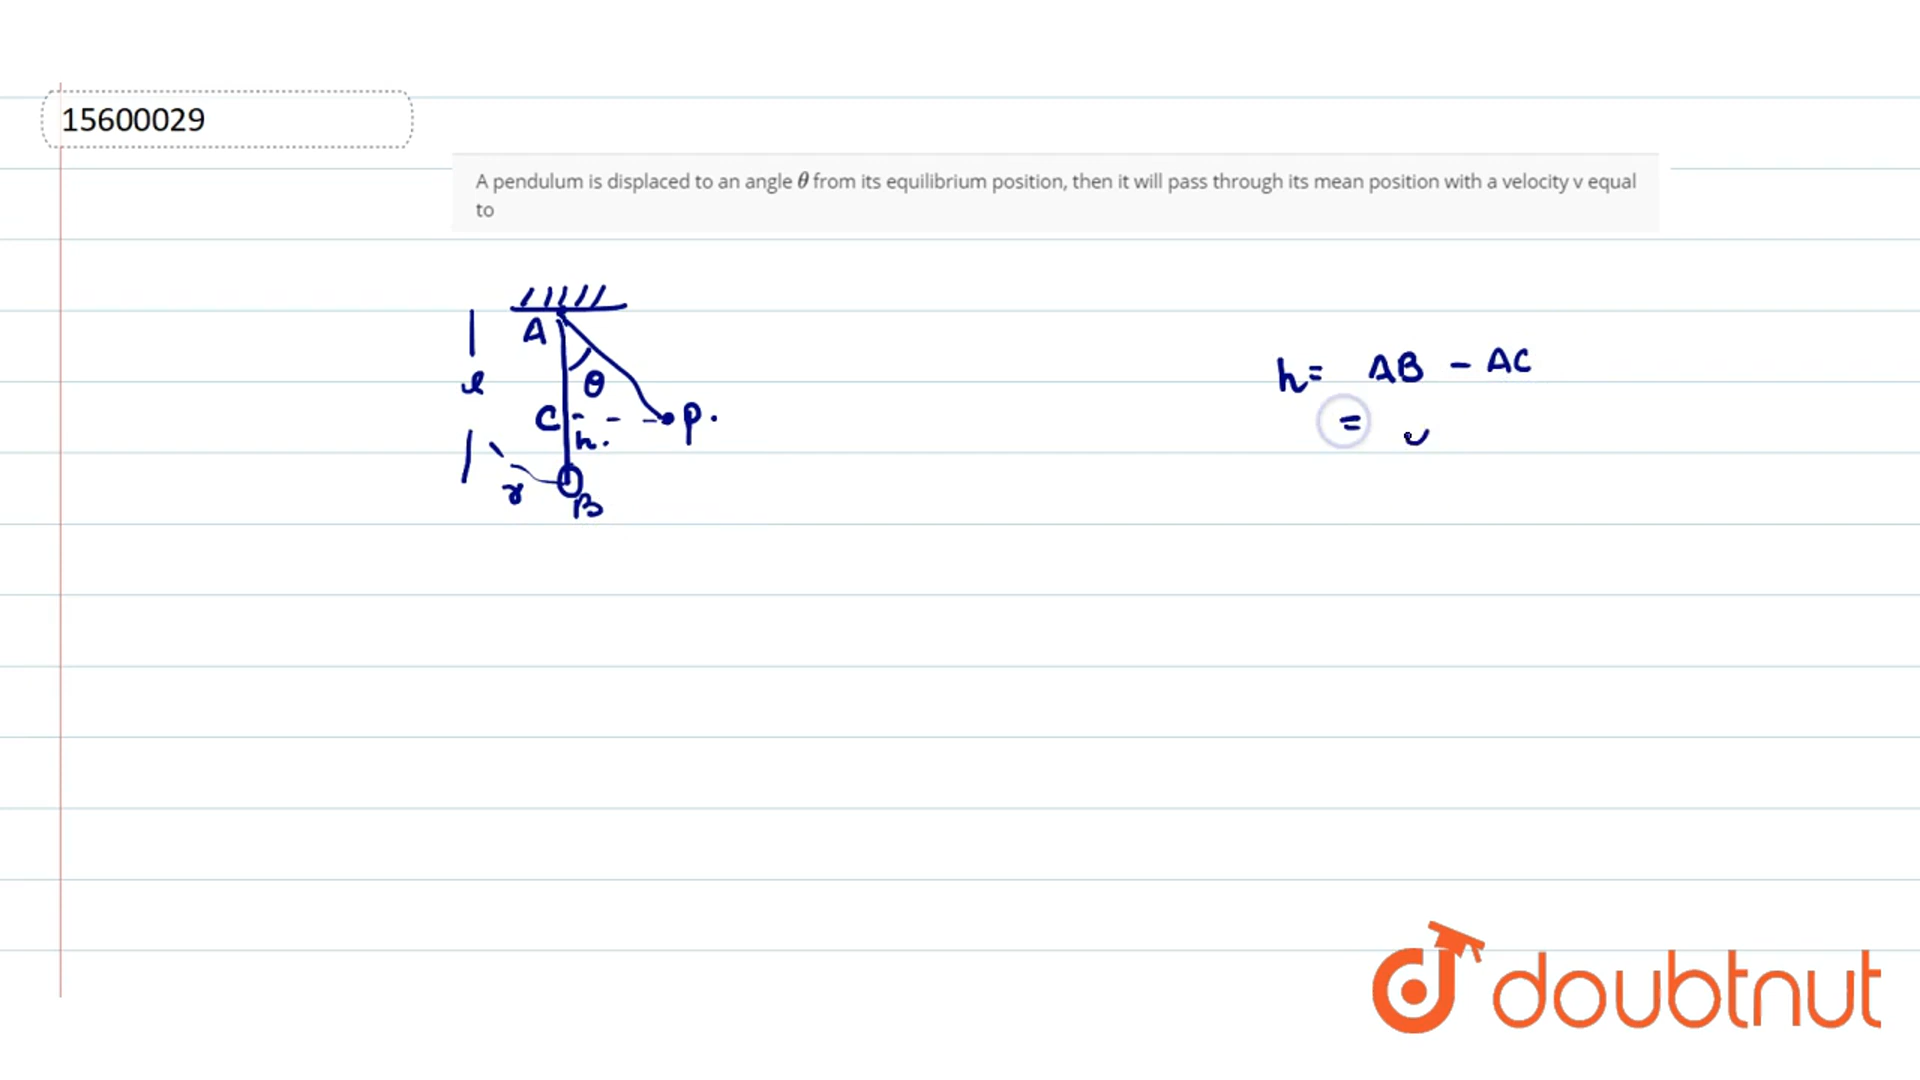 15600029
A pendulum is displaced to an angle θ from its equilibrium position, then it will pass through its mean position with a velocity v equal
to
A
l
θ
C
P.
h.
B
h= AB - AC
=
doubtnut